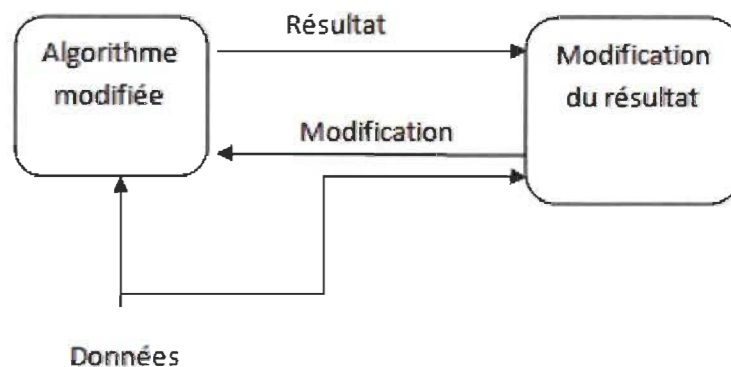 Algorithme
modifiée
Résultat
Modification
du résultat
Modification
Données